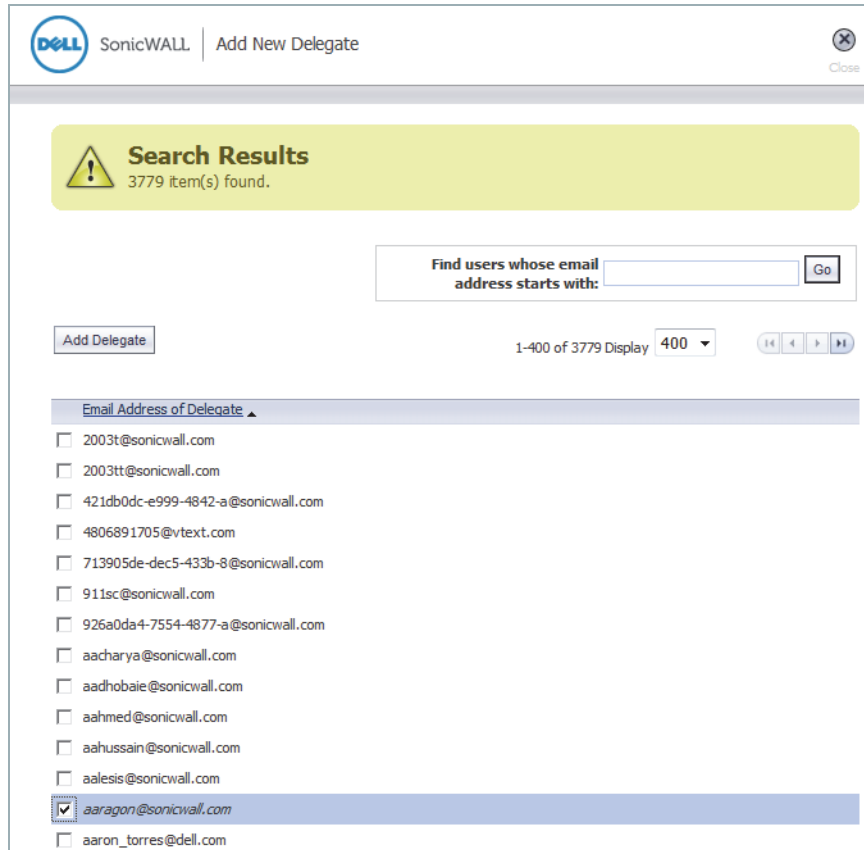 DELL SonicWALL Add New Delegate
Close
Search Results
3779 item(s) found.
Find users whose email
address starts with:
Go
Add Delegate
1-400 of 3779 Display 400
Email Address of Delegate
2003t@sonicwall.com
2003tt@sonicwall.com
421db0dc-e999-4842-a@sonicwall.com
4806891705@vtext.com
713905de-dec5-433b-8@sonicwall.com
911sc@sonicwall.com
926a0da4-7554-4877-a@sonicwall.com
aacharya@sonicwall.com
aadhobaie@sonicwall.com
aahmed@sonicwall.com
aahussain@sonicwall.com
aalesis@sonicwall.com
aaragon@sonicwall.com
aaron_torres@dell.com